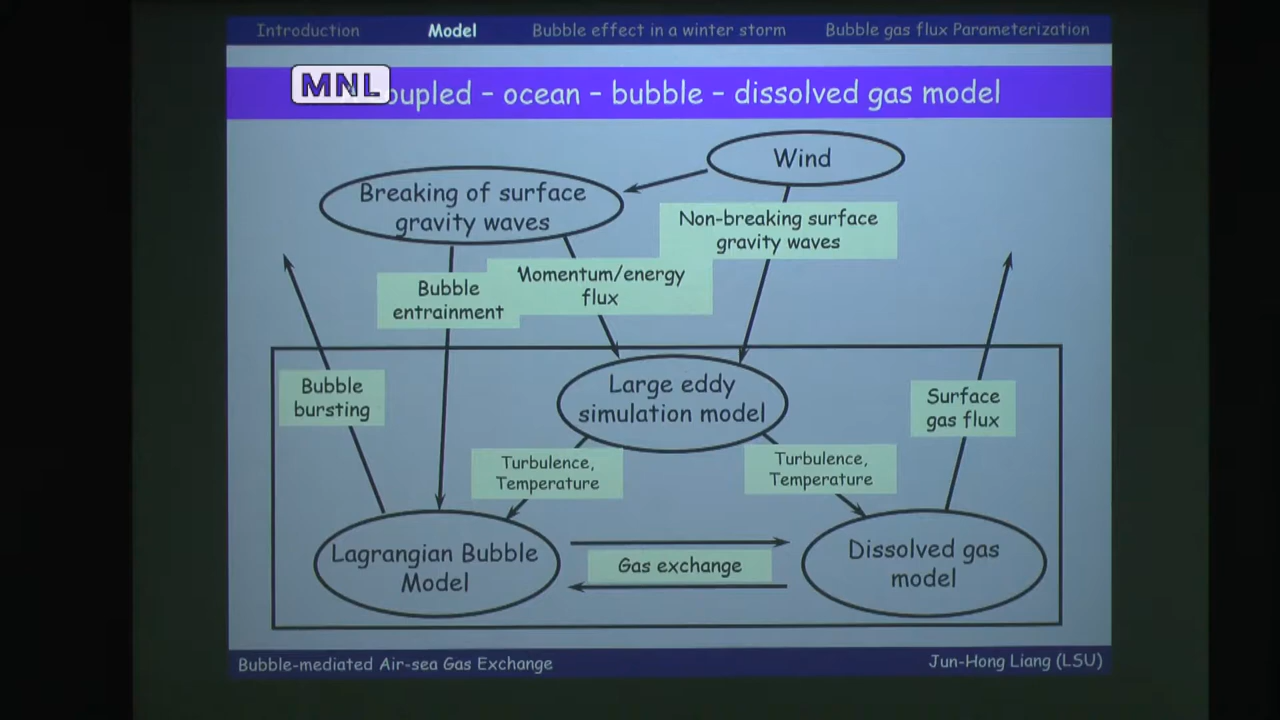 Introduction Model Bubble effect in a winter storm Bubble gas flux Parameterization
MNL
oupled – ocean – bubble – dissolved gas model
Wind
Breaking of surface
gravity waves
Non-breaking surface
gravity waves
Momentum/energy
flux
Bubble
entrainment
Bubble
bursting
Large eddy
simulation model
Surface
gas flux
Turbulence,
Temperature
Turbulence,
Temperature
Lagrangian Bubble
Model
Gas exchange
Dissolved gas
model
Bubble-mediated Air-sea Gas Exchange
Jun-Hong Liang (LSU)